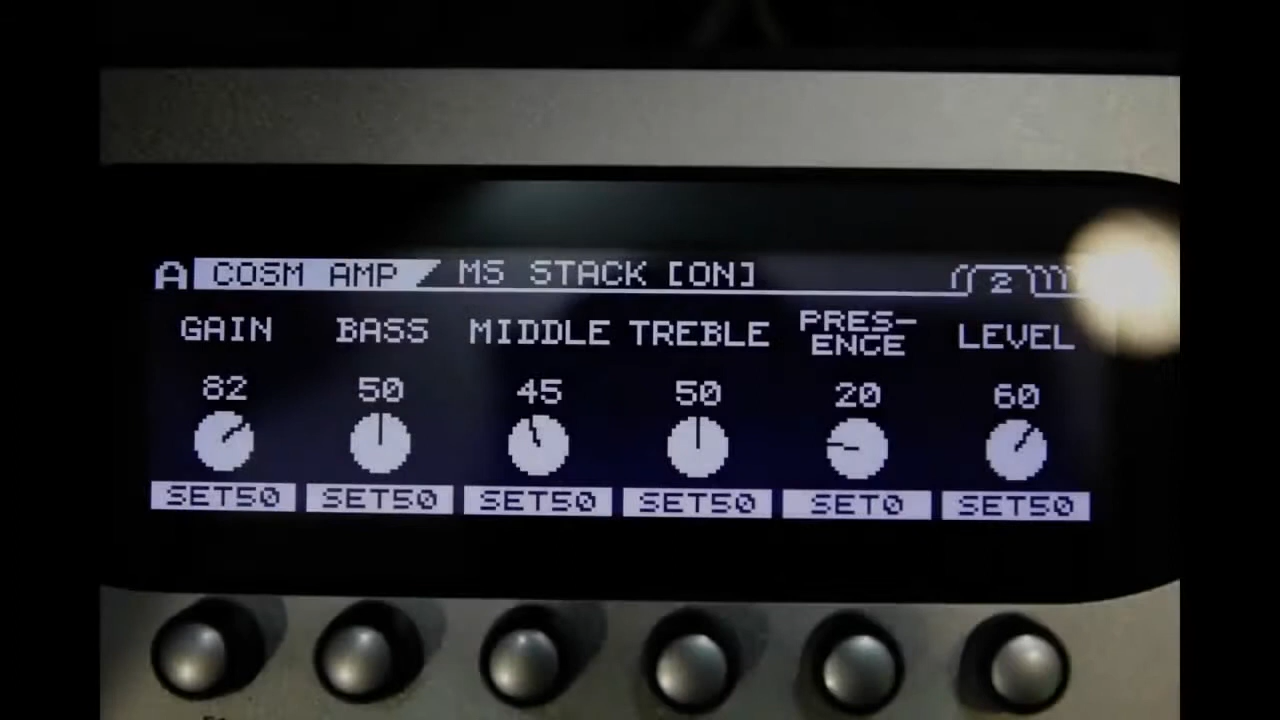 A COSM AMP MS STACK [ON] 2
GAIN BASS MIDDLE TREBLE PRES-
ENCE LEVEL
82 50 45 50 20 60
SET50 SET50 SET50 SET50 SET0 SET50